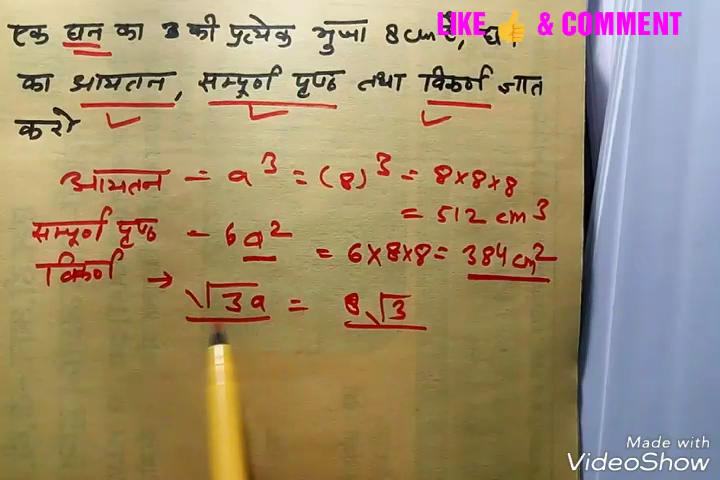 LIKE 👍 & COMMENT
एक घन का की प्रत्येक भुजा 8cm है,
का आयतन, सम्पूर्ण पृष्ठ तथा विकर्ण ज्ञात
करो
आयतन = a³ = (8)³ = 8×8×8
= 512 cm³
सम्पूर्ण पृष्ठ - 6a² = 6×8×8 = 384 cm²
विकर्ण → √3a = 8√3
Made with
VideoShow